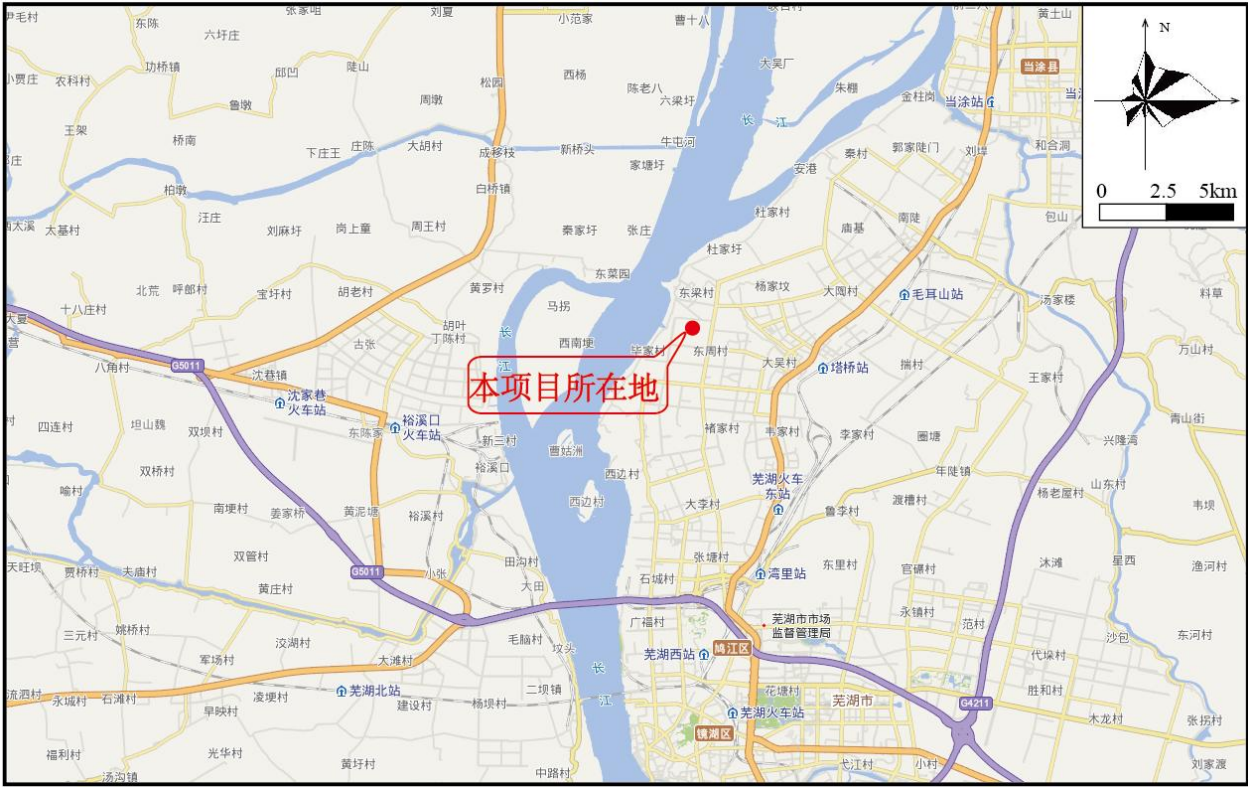 尹毛村
东陈
张家咀
刘夏
小范家
曹十八
黄土山
六圩庄
小贾庄
农科村
功桥镇
邱凹
陡山
松园
西杨
陈老八
大吴厂
朱棚
金柱岗
当涂县
当涂站
N
鲁墩
周墩
六梁圩
长
江
王架
桥南
下庄王
庄陈
大胡村
成移枝
新桥头
牛屯河
家塘圩
安港
秦村
郭家陡门
刘埠
和合洞
0
2.5
5km
柏墩
汪庄
白桥镇
杜家村
南陡
庙基
包山
太基村
刘麻圩
岗上童
周王村
秦家圩
张庄
杜家圩
北荒
呼郎村
宝圩村
胡老村
黄罗村
东菜园
马拐
东梁村
杨家坟
大陶村
毛耳山站
汤家楼
料草
十八庄村
大夏
营
胡叶
丁陈村
古张
长
江
西南埂
毕家村
东周村
大吴村
塔桥站
揣村
王家村
万山村
八角村
G5011
沈巷镇
沈家巷
火车站
本项目所在地
裕溪口
火车站
四连村
坦山魏
双坝村
东陈家
新三村
曹姑洲
褚家村
韦家村
李家村
圈塘
青山街
兴隆湾
双桥村
裕溪口
西边村
芜湖火车
东站
年陡镇
喻村
南埂村
姜家桥
黄泥塘
裕溪村
西边村
大李村
鲁李村
渡槽村
杨老屋村
山东村
韦坝
双管村
天旺坝
贾桥村
夫庙村
黄庄村
G5011
小张
田沟村
大田
石城村
张塘村
湾里站
东里村
官碾村
沐滩
星西
渔河村
三元村
姚桥村
洨湖村
毛脑村
广福村
芜湖市市场
监督管理局
永镇村
范村
沙包
东河村
军场村
大滩村
坟头
长
江
芜湖西站
鸠江区
代垛村
流泗村
永城村
石滩村
早映村
凌埂村
芜湖北站
建设村
杨坝村
二坝镇
花塘村
芜湖市
芜湖火车站
G4211
胜和村
木龙村
张拐村
福利村
光华村
黄圩村
镜湖区
汤沟镇
中路村
弋江村
小村
刘家渡